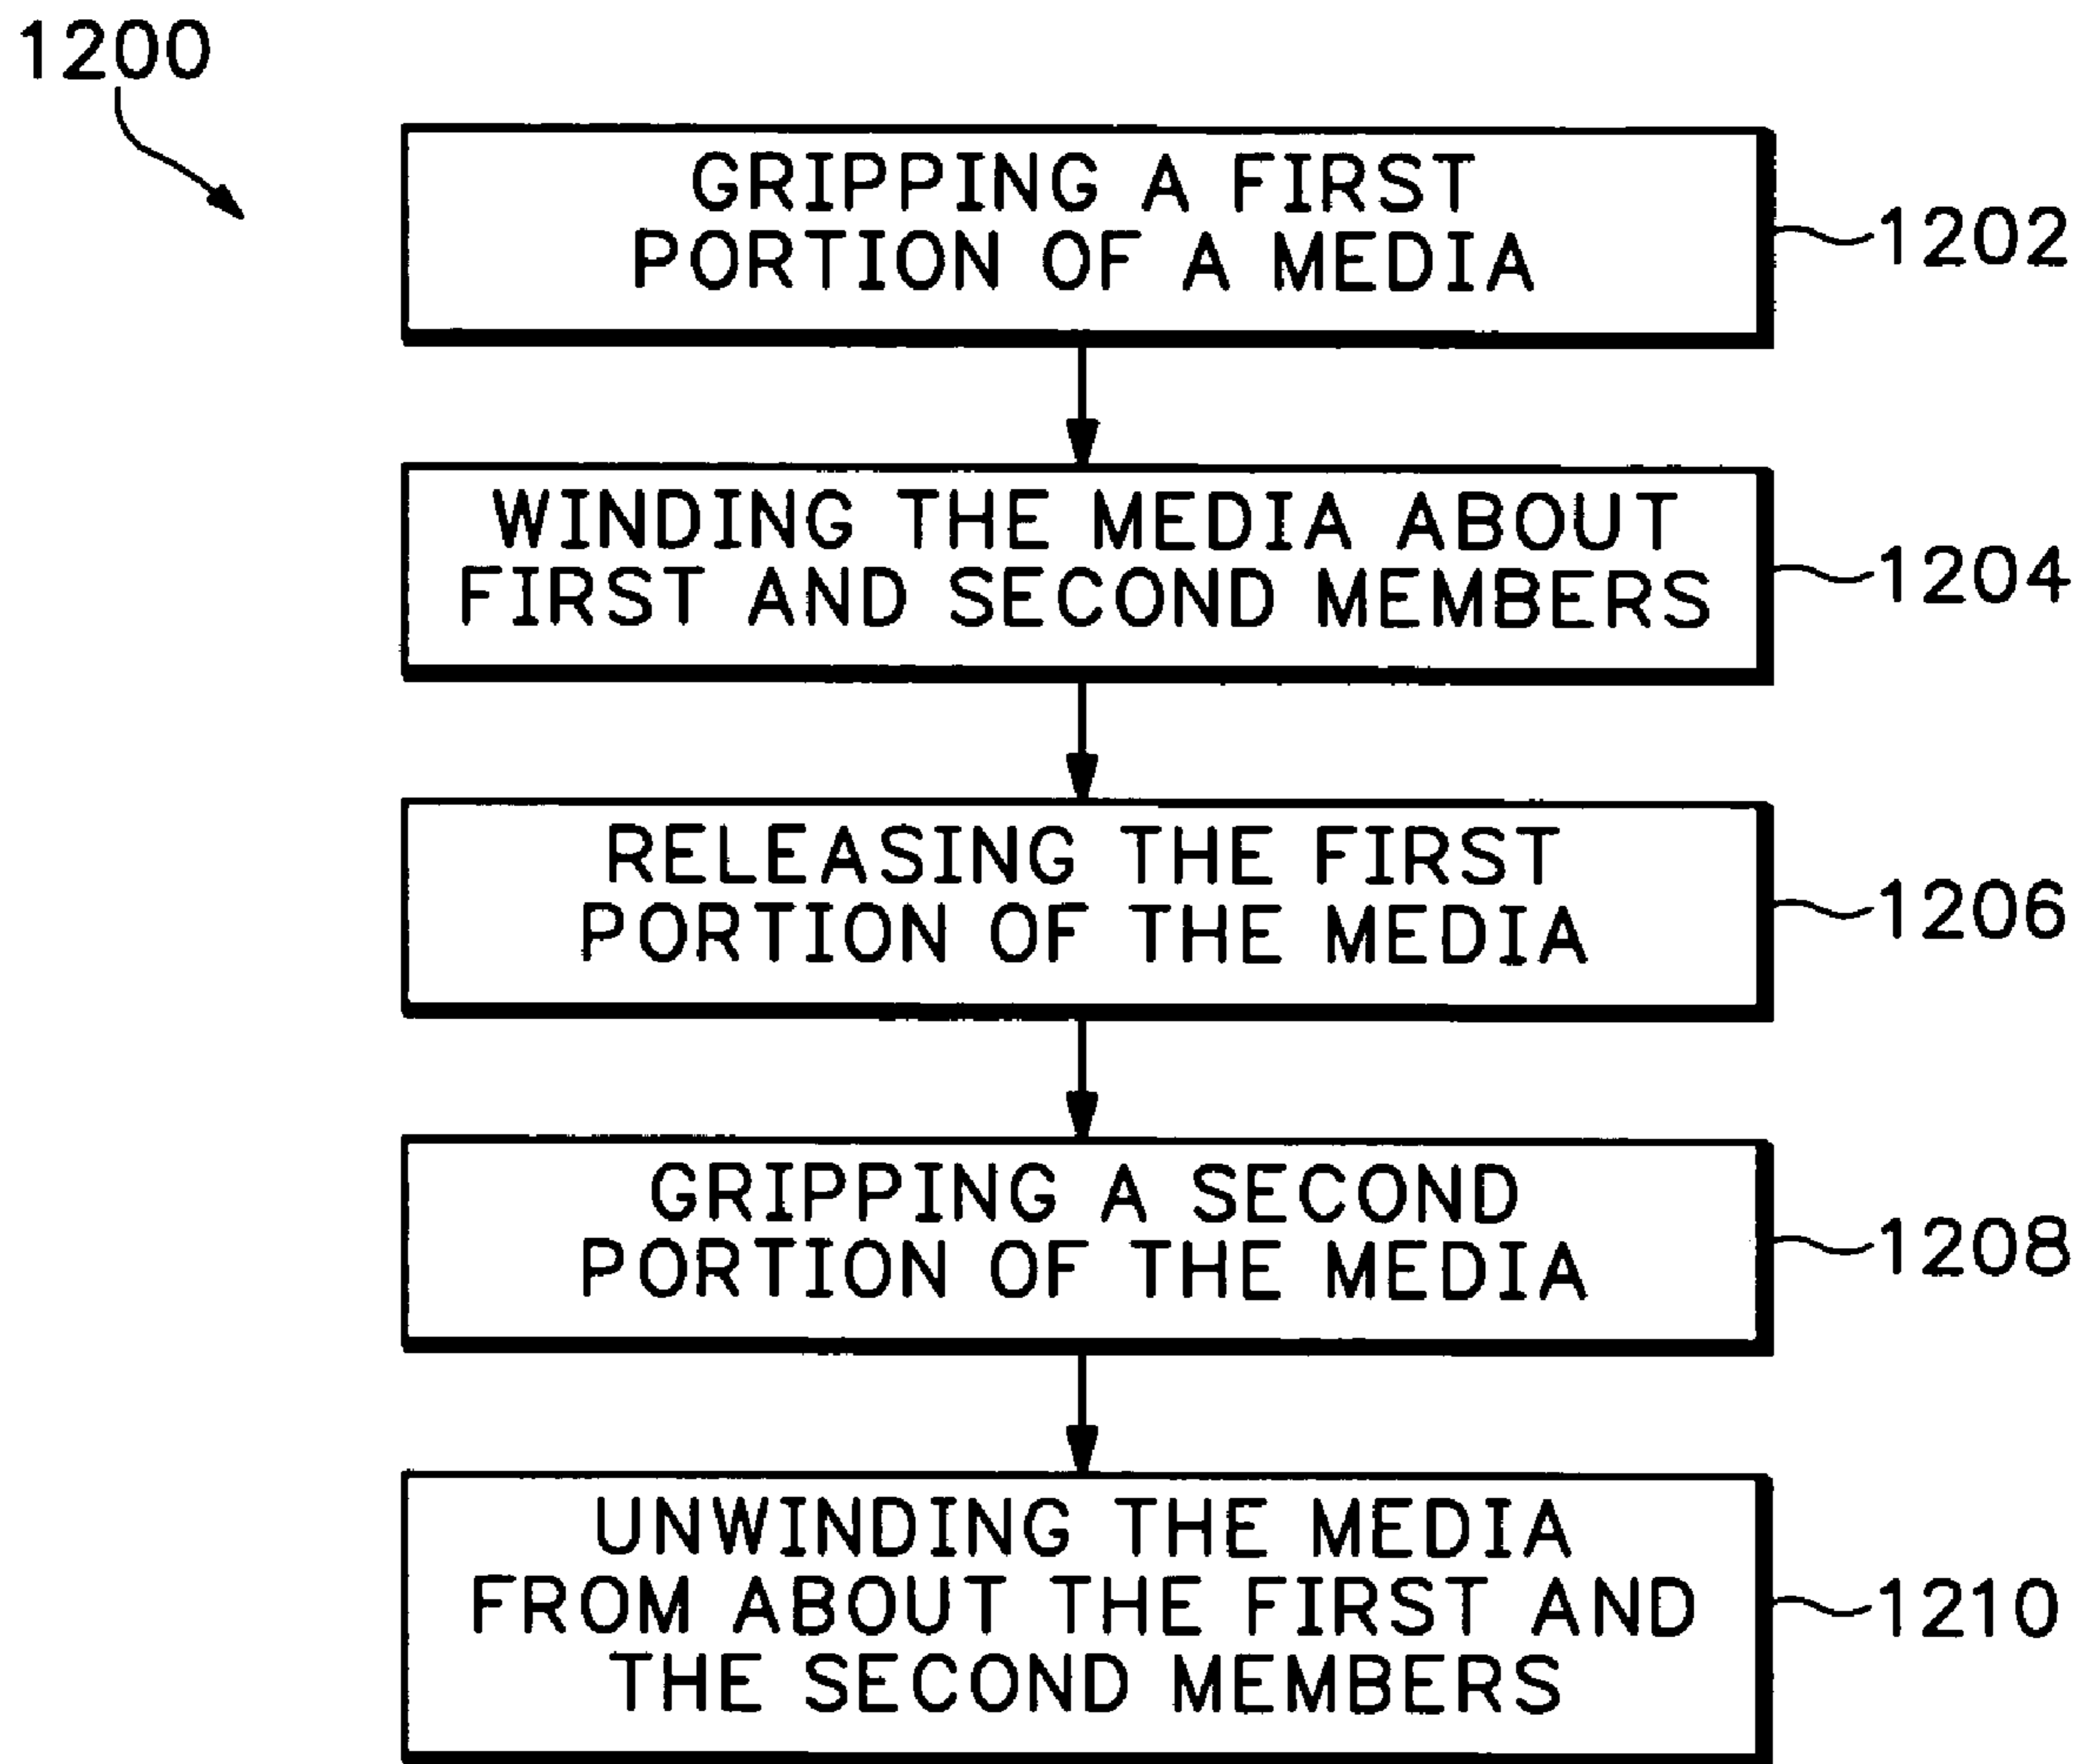 1200
GRIPPING A FIRST
PORTION OF A MEDIA
1202
WINDING THE MEDIA ABOUT
FIRST AND SECOND MEMBERS
1204
RELEASING THE FIRST
PORTION OF THE MEDIA
1206
GRIPPING A SECOND
PORTION OF THE MEDIA
1208
UNWINDING THE MEDIA
FROM ABOUT THE FIRST AND
THE SECOND MEMBERS
1210